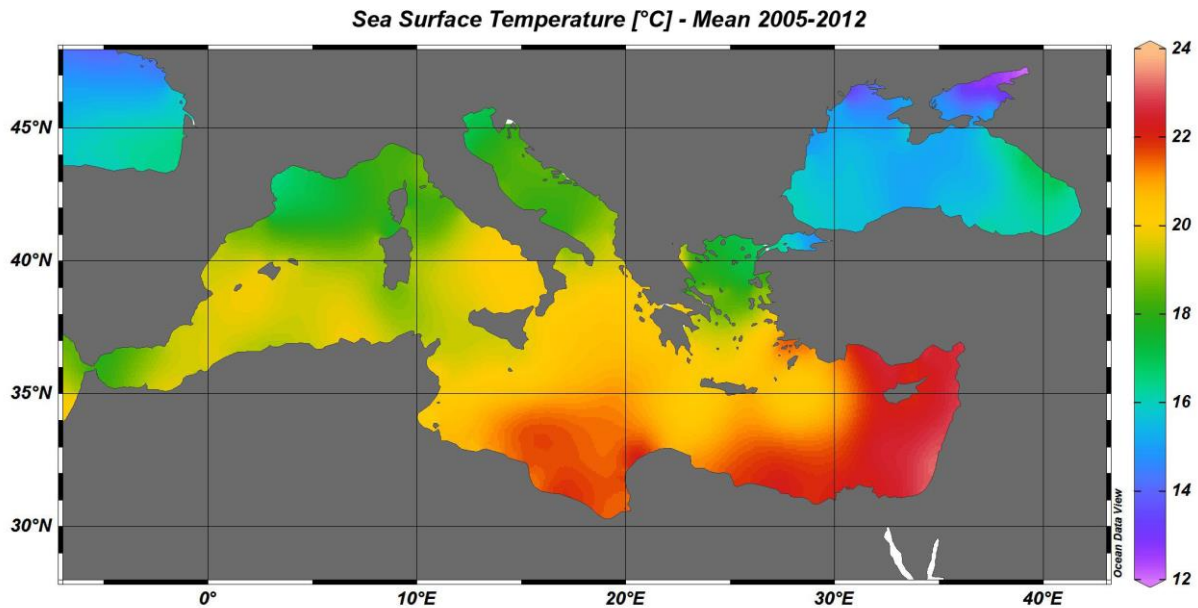 Sea Surface Temperature [°C] - Mean 2005-2012
24
45°N
22
20
40°N
18
35°N
16
14
30°N
Ocean Data View
12
0°
10°E
20°E
30°E
40°E